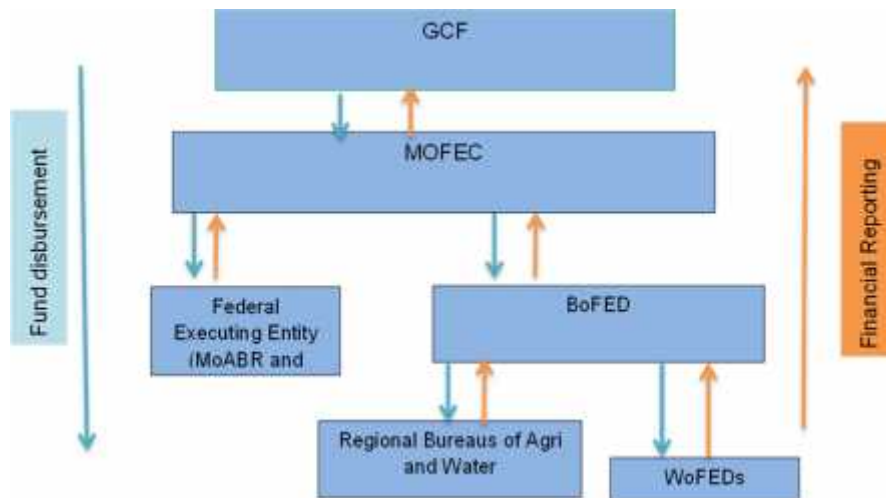 GCF
MOFEC
Fund disbursement
Financial Reporting
Federal
Executing Entity
(MoABR and
BoFED
Regional Bureaus of Agri
and Water
WoFEDs